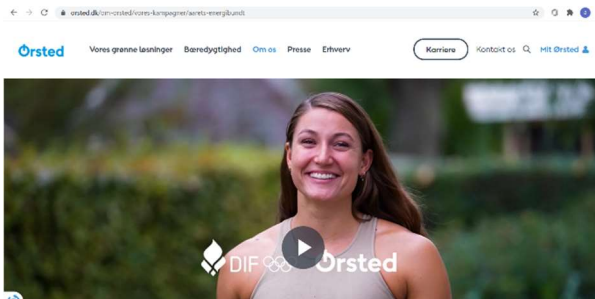 orsted.dk/om-orsted/vores-kampagner/aarets-energibundt
Ørsted
Vores grønne løsninger Bæredygtighed Om os Presse Erhverv Karriere Kontakt os Mit Ørsted
DIF Ørsted